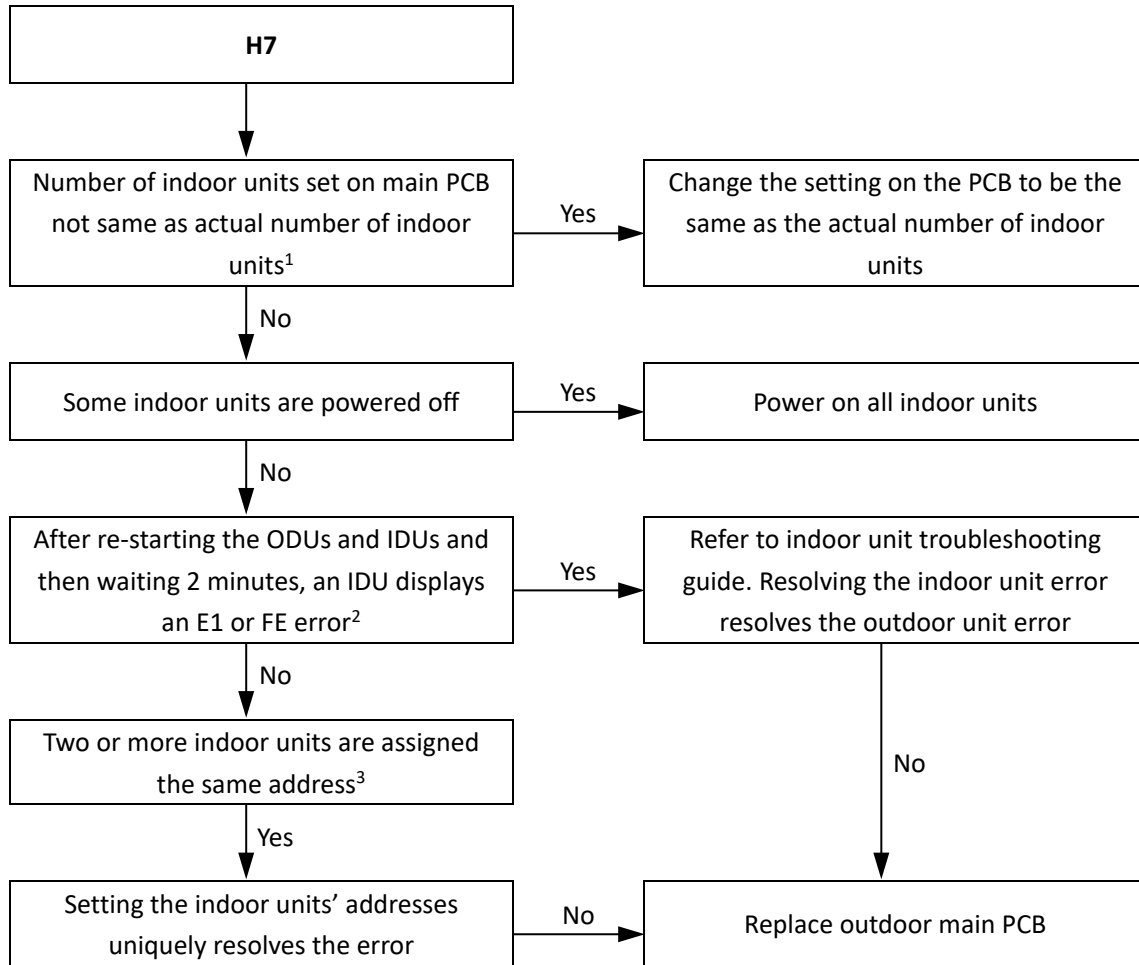 H7
Number of indoor units set on main PCB
not same as actual number of indoor
units¹
Yes
Change the setting on the PCB to be the
same as the actual number of indoor
units
No
Some indoor units are powered off
Yes
Power on all indoor units
No
After re-starting the ODUs and IDUs and
then waiting 2 minutes, an IDU displays
an E1 or FE error²
Yes
Refer to indoor unit troubleshooting
guide. Resolving the indoor unit error
resolves the outdoor unit error
No
Two or more indoor units are assigned
the same address³
No
Yes
Setting the indoor units’ addresses
uniquely resolves the error
No
Replace outdoor main PCB